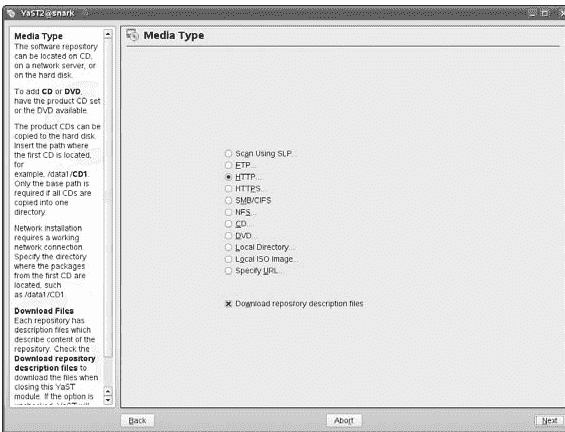 YaST2@snark
Media Type
The software repository
can be located on CD,
on a network server, or
on the hard disk.
To add CD or DVD,
have the product CD set
or the DVD available.
The product CDs can be
copied to the hard disk.
Insert the path where
the first CD is located,
for
example, /data1/CD1.
Only the base path is
required if all CDs are
copied into one
directory.
Network installation
requires a working
network connection.
Specify the directory
where the packages
from the first CD are
located, such
as /data1/CD1.
Download Files
Each repository has
description files which
describe content of the
repository. Check the
Download repository
description files to
download the files when
closing this YaST
module. If the option is
Media Type
Scan Using SLP...
FTP...
HTTP...
HTTPS...
SMB/CIFS
NFS...
CD...
DVD...
Local Directory...
Local ISO Image...
Specify URL...
Download repository description files
Back
Abort
Next